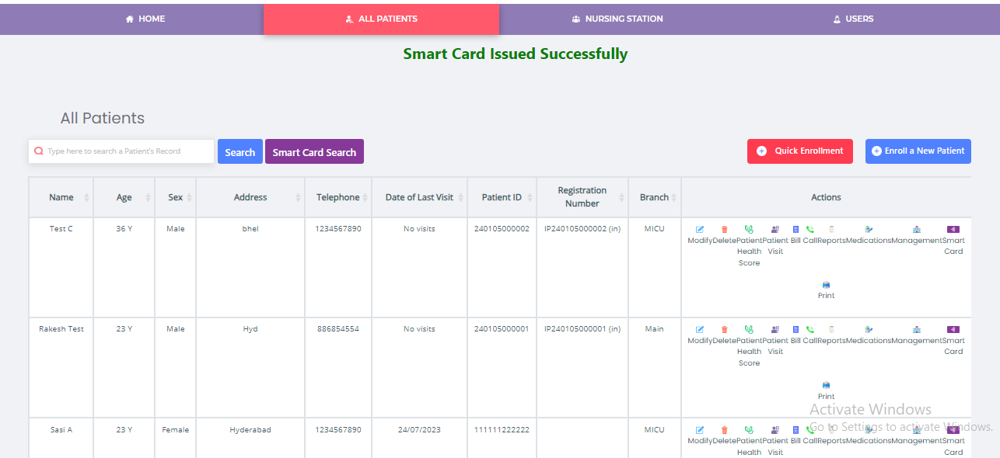 HOME ALL PATIENTS NURSING STATION USERS
Smart Card Issued Successfully
All Patients
Type here to search a Patient's Record Search Smart Card Search Quick Enrollment Enroll a New Patient
Name Age Sex Address Telephone Date of Last Visit Patient ID Registration Number Branch Actions
Test C 36 Y Male bhel 1234567890 No visits 240105000002 IP240105000002 (in) MICU
Modify Delete Patient Health Score Patient Visit Bill Call Reports Medications Management Smart Card
Print
Rakesh Test 23 Y Male Hyd 886854554 No visits 240105000001 IP240105000001 (in) Main
Modify Delete Patient Health Score Patient Visit Bill Call Reports Medications Management Smart Card
Print
Activate Windows
Go to Settings to activate Windows.
Sasi A 23 Y Female Hyderabad 1234567890 24/07/2023 111111222222 MICU
Modify Delete Patient Health Patient Visit Bill Call Reports Medications Management Smart Card